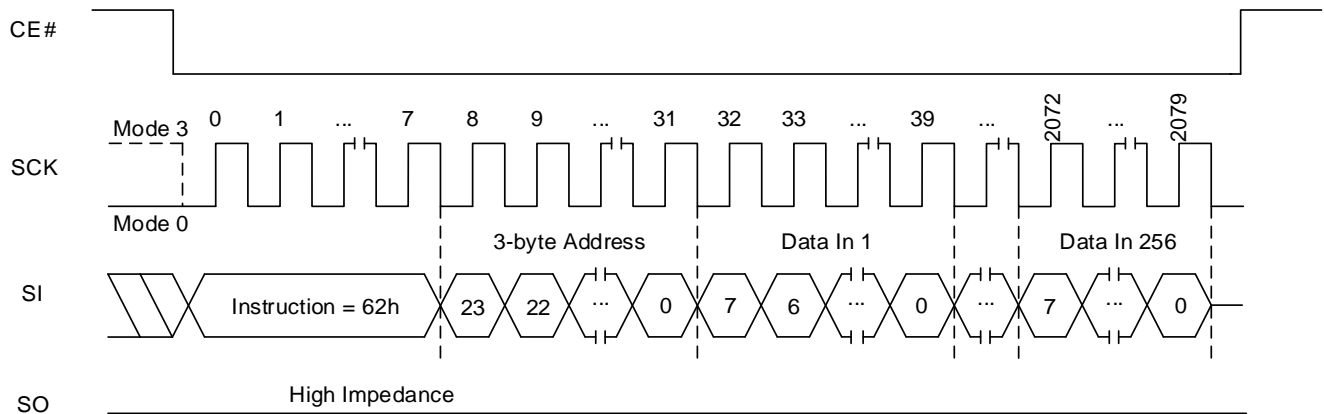 CE#
0 1 ... 7 8 9 ... 31 32 33 ... 39 ... 2072 ... 2079
Mode 3
SCK
Mode 0
3-byte Address Data In 1 Data In 256
SI Instruction = 62h 23 22 ... 0 7 6 ... 0 ... 7 ... 0
High Impedance
SO